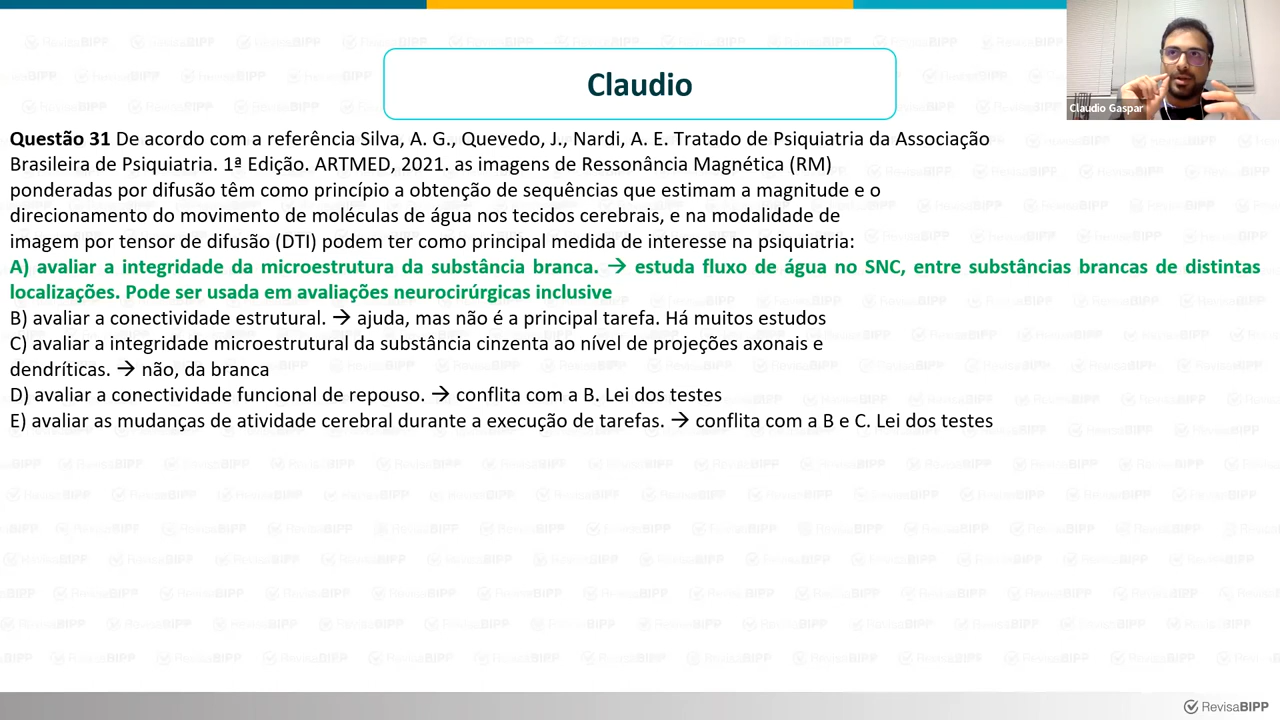 Claudio
Claudio Gaspar
Questão 31 De acordo com a referência Silva, A. G., Quevedo, J., Nardi, A. E. Tratado de Psiquiatria da Associação
Brasileira de Psiquiatria. 1ª Edição. ARTMED, 2021. as imagens de Ressonância Magnética (RM)
ponderadas por difusão têm como princípio a obtenção de sequências que estimam a magnitude e o
direcionamento do movimento de moléculas de água nos tecidos cerebrais, e na modalidade de
imagem por tensor de difusão (DTI) podem ter como principal medida de interesse na psiquiatria:
A) avaliar a integridade da microestrutura da substância branca. → estuda fluxo de água no SNC, entre substâncias brancas de distintas
localizações. Pode ser usada em avaliações neurocirúrgicas inclusive
B) avaliar a conectividade estrutural. → ajuda, mas não é a principal tarefa. Há muitos estudos
C) avaliar a integridade microestrutural da substância cinzenta ao nível de projeções axonais e
dendríticas. → não, da branca
D) avaliar a conectividade funcional de repouso. → conflita com a B. Lei dos testes
E) avaliar as mudanças de atividade cerebral durante a execução de tarefas. → conflita com a B e C. Lei dos testes
RevisaBIPP